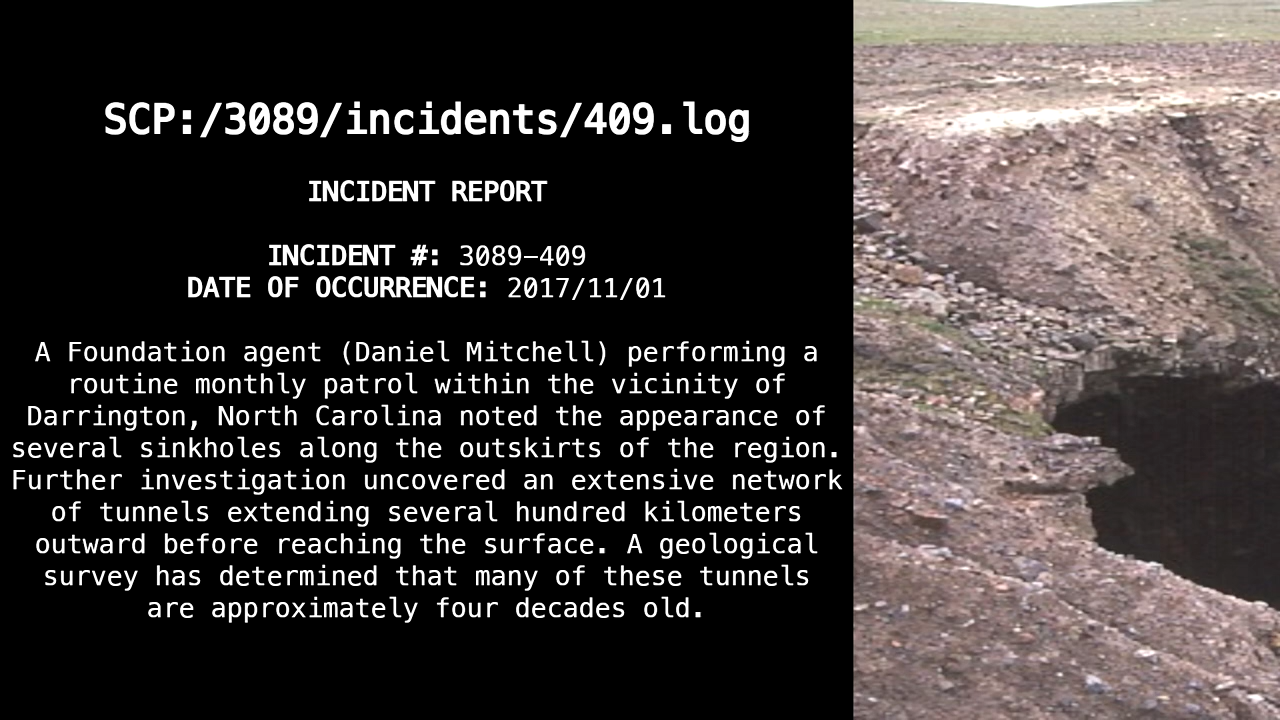 SCP:/3089/incidents/409.log
INCIDENT REPORT
INCIDENT #: 3089–409
DATE OF OCCURRENCE: 2017/11/01
A Foundation agent (Daniel Mitchell) performing a
routine monthly patrol within the vicinity of
Darrington, North Carolina noted the appearance of
several sinkholes along the outskirts of the region.
Further investigation uncovered an extensive network
of tunnels extending several hundred kilometers
outward before reaching the surface. A geological
survey has determined that many of these tunnels
are approximately four decades old.